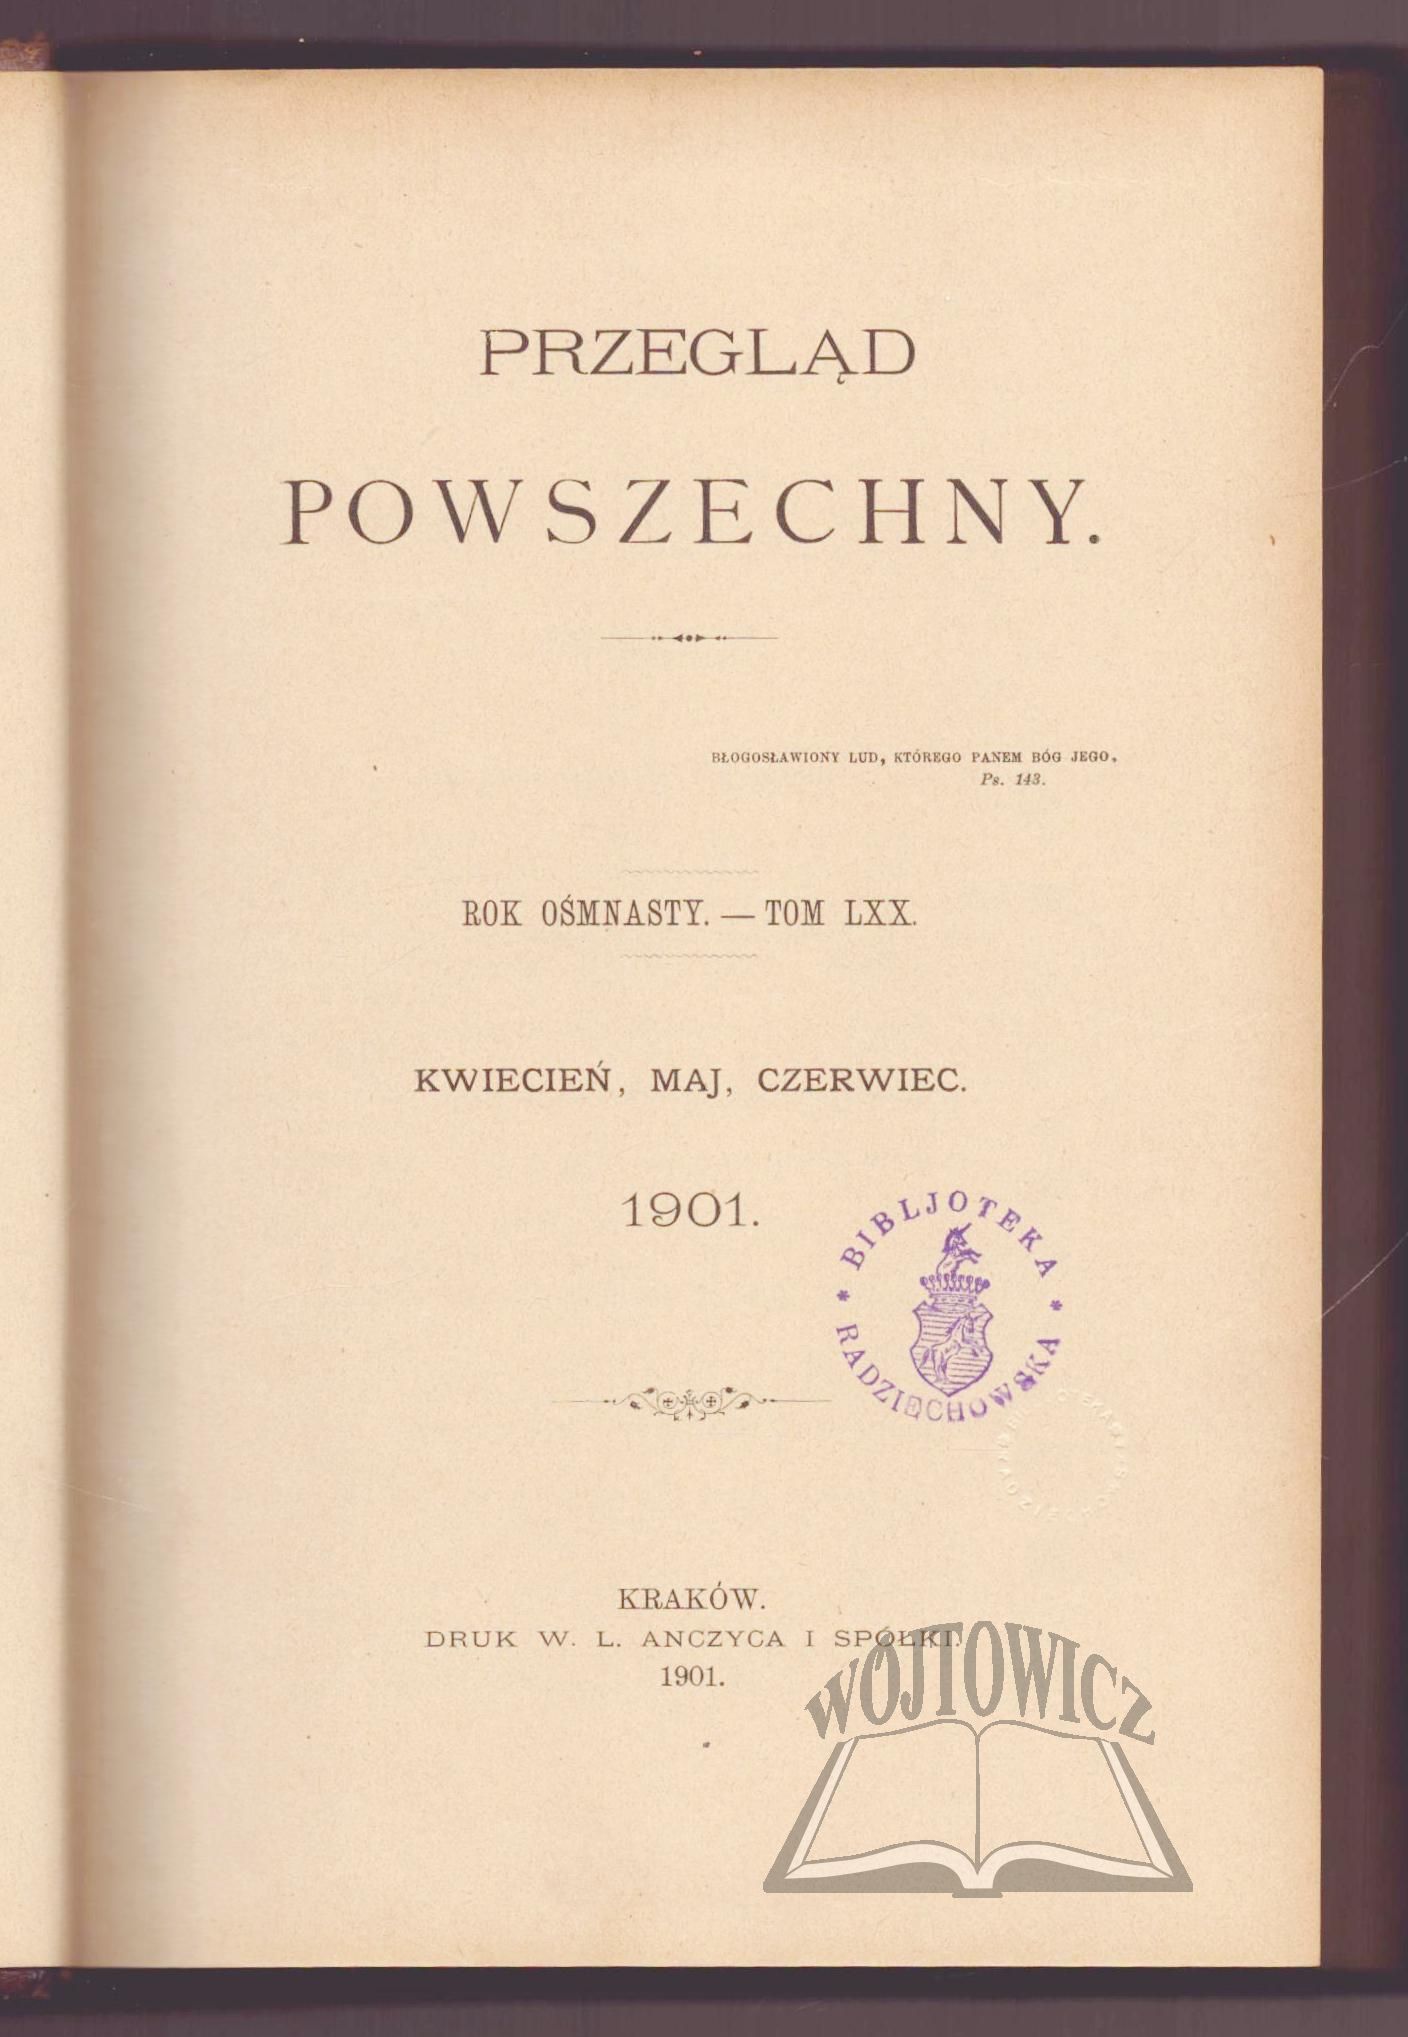 PRZEGLĄD
POWSZECHNY.
BŁOGOSŁAWIONY LUD, KTÓREGO PANEM BÓG JEGO.
Ps. 143.
ROK OŚMNASTY. — TOM LXX.
KWIECIEŃ, MAJ, CZERWIEC.
1901.
* BIBLJOTEKA *
RADZIECHOWSKA
KRAKÓW.
DRUK W. L. ANCZYCA I SPÓŁKI.
1901.
WÓJTOWICZ